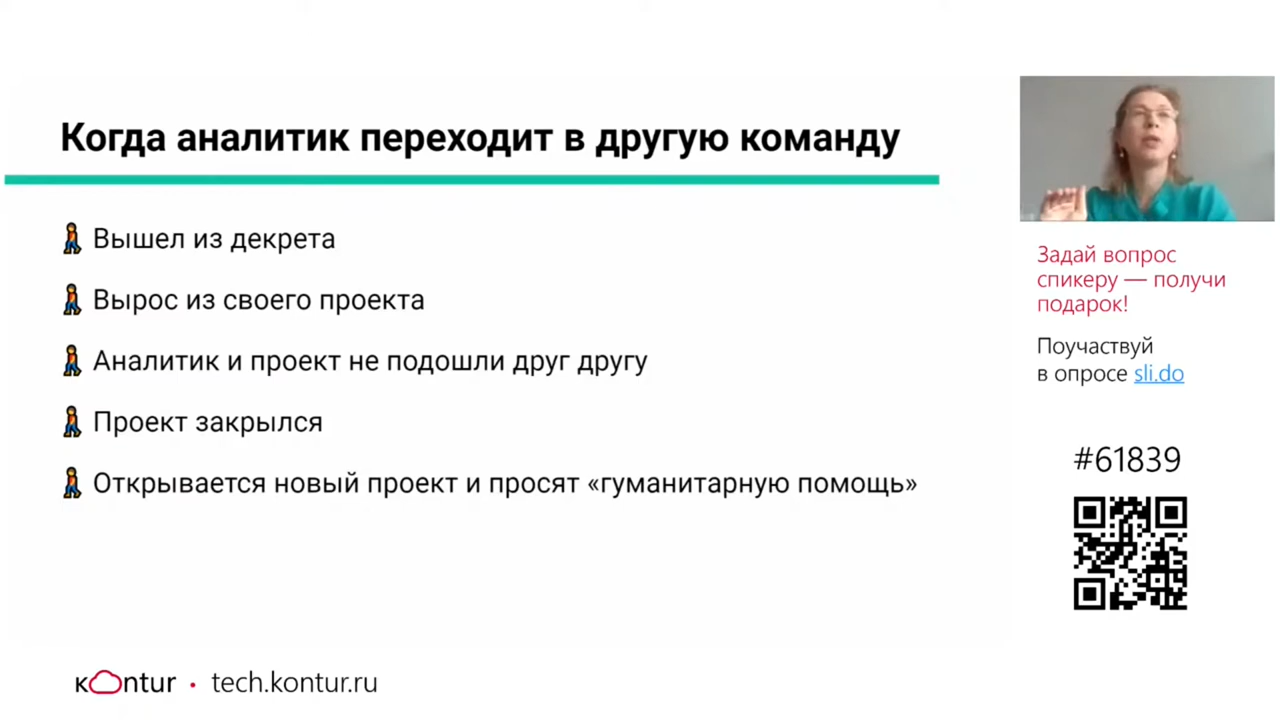 Когда аналитик переходит в другую команду
Вышел из декрета
Вырос из своего проекта
Аналитик и проект не подошли друг другу
Проект закрылся
Открывается новый проект и просят «гуманитарную помощь»
Задай вопрос
спикеру — получи
подарок!
Поучаствуй
в опросе sli.do
#61839
кontur • tech.kontur.ru